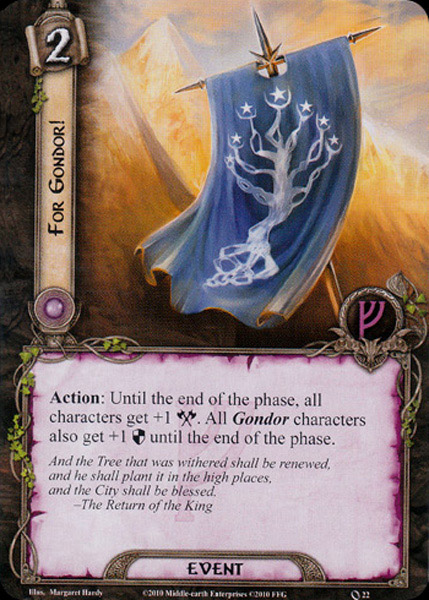 2
FOR GONDOR!
Action: Until the end of the phase, all
characters get +1 . All Gondor characters
also get +1 until the end of the phase.
And the Tree that was withered shall be renewed,
and he shall plant it in the high places,
and the City shall be blessed.
–The Return of the King
EVENT
Illus. Margaret Hardy ©2010 Middle-earth Enterprises ©2010 FFG 22